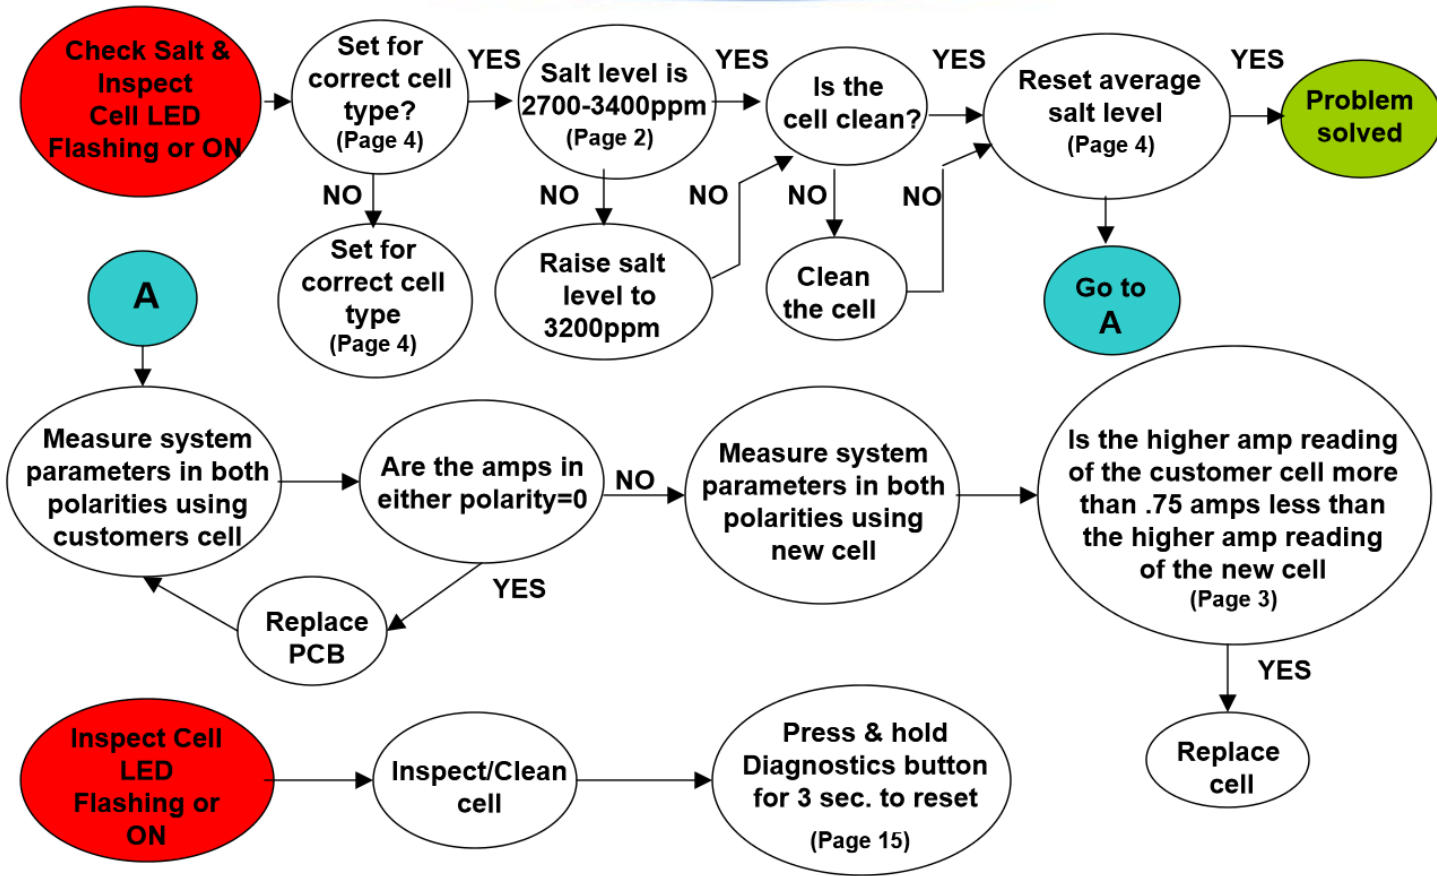 Check Salt &
Inspect
Cell LED
Flashing or ON
Set for
correct cell
type?
(Page 4)
YES
Salt level is
2700-3400ppm
(Page 2)
YES
Is the
cell clean?
YES
Reset average
salt level
(Page 4)
YES
Problem
solved
NO
NO
NO
NO
NO
Set for
correct cell
type
(Page 4)
Raise salt
level to
3200ppm
Clean
the cell
Go to
A
A
Measure system
parameters in both
polarities using
customers cell
Are the amps in
either polarity=0
NO
Measure system
parameters in both
polarities using
new cell
Is the higher amp reading
of the customer cell more
than .75 amps less than
the higher amp reading
of the new cell
(Page 3)
YES
Replace
PCB
YES
Replace
cell
Inspect Cell
LED
Flashing or
ON
Inspect/Clean
cell
Press & hold
Diagnostics button
for 3 sec. to reset
(Page 15)